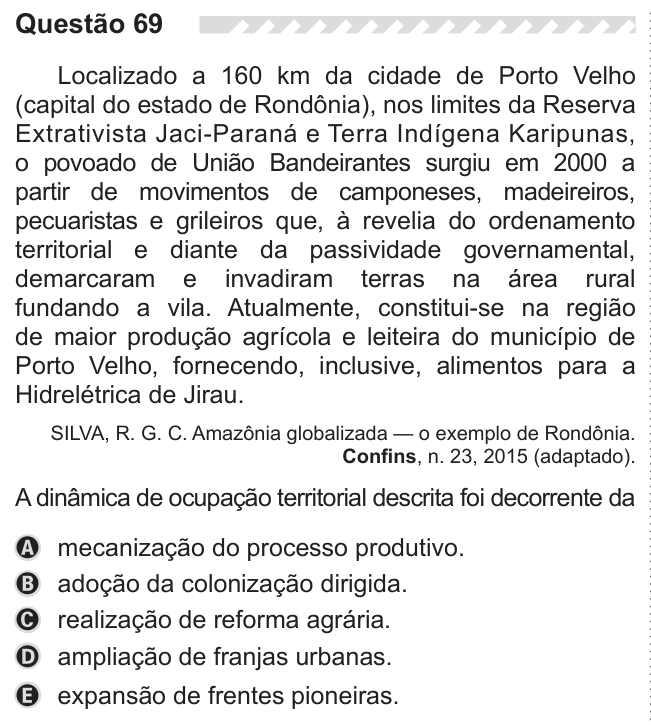 Questão 69
Localizado a 160 km da cidade de Porto Velho
(capital do estado de Rondônia), nos limites da Reserva
Extrativista Jaci-Paraná e Terra Indígena Karipunas,
o povoado de União Bandeirantes surgiu em 2000 a
partir de movimentos de camponeses, madeireiros,
pecuaristas e grileiros que, à revelia do ordenamento
territorial e diante da passividade governamental,
demarcaram e invadiram terras na área rural
fundando a vila. Atualmente, constitui-se na região
de maior produção agrícola e leiteira do município de
Porto Velho, fornecendo, inclusive, alimentos para a
Hidrelétrica de Jirau.
SILVA, R. G. C. Amazônia globalizada — o exemplo de Rondônia.
Confins, n. 23, 2015 (adaptado).
A dinâmica de ocupação territorial descrita foi decorrente da
A mecanização do processo produtivo.
B adoção da colonização dirigida.
C realização de reforma agrária.
D ampliação de franjas urbanas.
E expansão de frentes pioneiras.